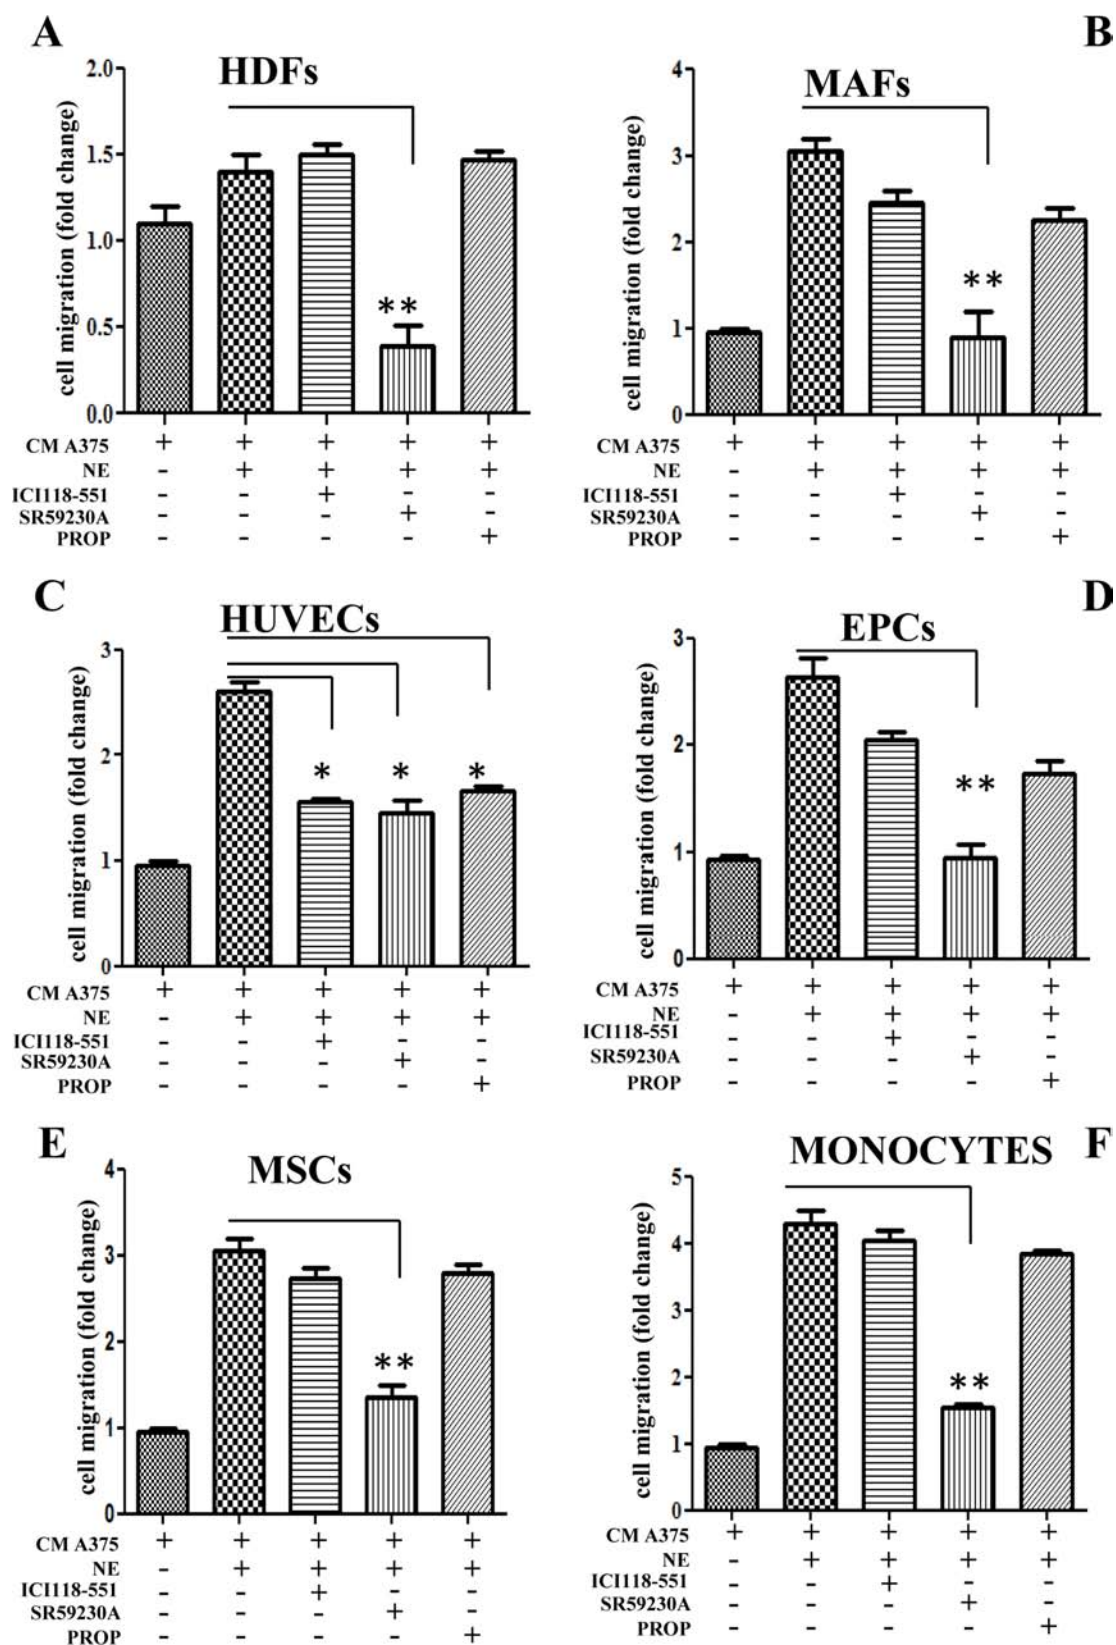 A
HDFs
cell migration (fold change)
2.0
1.5
1.0
0.5
0.0
**
CM A375 + + + + +
NE - + + + +
ICI118-551 - - + - -
SR59230A - - - + -
PROP - - - - +
B
MAFs
cell migration (fold change)
4
3
2
1
0
**
CM A375 + + + + +
NE - + + + +
ICI118-551 - - + - -
SR59230A - - - + -
PROP - - - - +
C
HUVECs
cell migration (fold change)
3
2
1
0
* * *
CM A375 + + + + +
NE - + + + +
ICI118-551 - - + - -
SR59230A - - - + -
PROP - - - - +
D
EPCs
cell migration (fold change)
3
2
1
0
**
CM A375 + + + + +
NE - + + + +
ICI118-551 - - + - -
SR59230A - - - + -
PROP - - - - +
E
MSCs
cell migration (fold change)
4
3
2
1
0
**
CM A375 + + + + +
NE - + + + +
ICI118-551 - - + - -
SR59230A - - - + -
PROP - - - - +
F
MONOCYTES
cell migration (fold change)
5
4
3
2
1
0
**
CM A375 + + + + +
NE - + + + +
ICI118-551 - - + - -
SR59230A - - - + -
PROP - - - - +